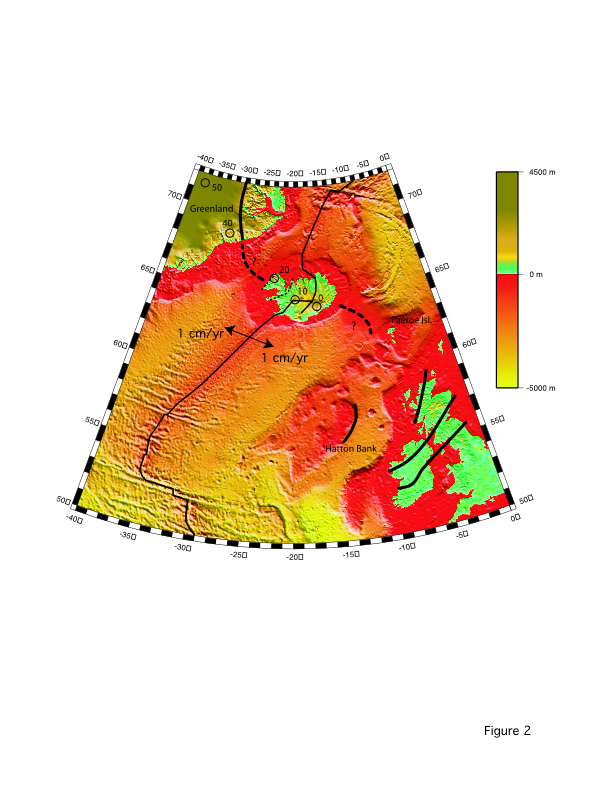 -40▯ -35▯ -30▯ -25▯ -20▯ -15▯ -10▯ -5▯ 0▯
70▯
70▯
50
Greenland
40
?
20
65▯
65▯
10
0
?
Faeroe Isl.
1 cm/yr
1 cm/yr
60▯
60▯
55▯
55▯
Hatton Bank
50▯
50▯
-40▯ -35▯ -30▯ -25▯ -20▯ -15▯ -10▯ -5▯ 0▯
4500 m
0 m
-5000 m
Figure 2